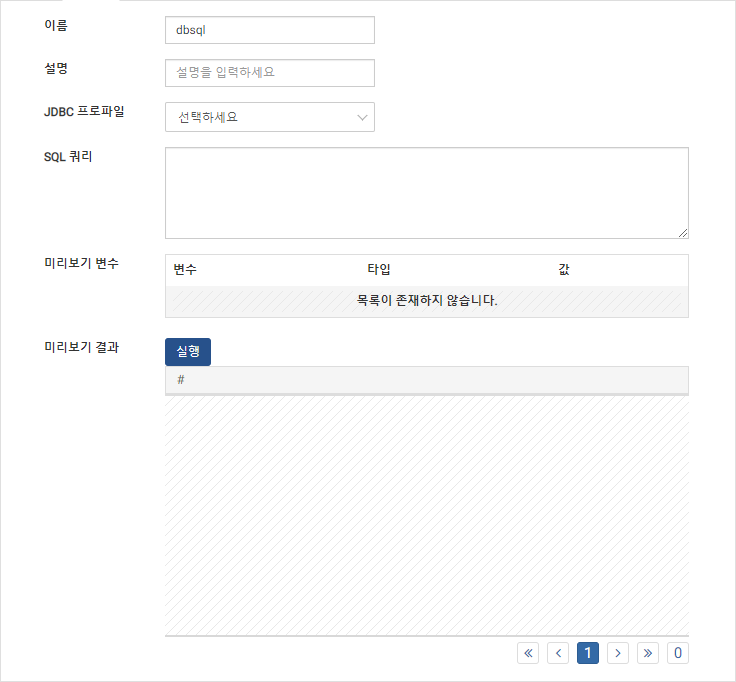 이름
dbsql
설명
설명을 입력하세요
JDBC 프로파일
선택하세요
SQL 쿼리
미리보기 변수
변수 타입 값
목록이 존재하지 않습니다.
미리보기 결과
실행
#
« ‹ 1 › » 0